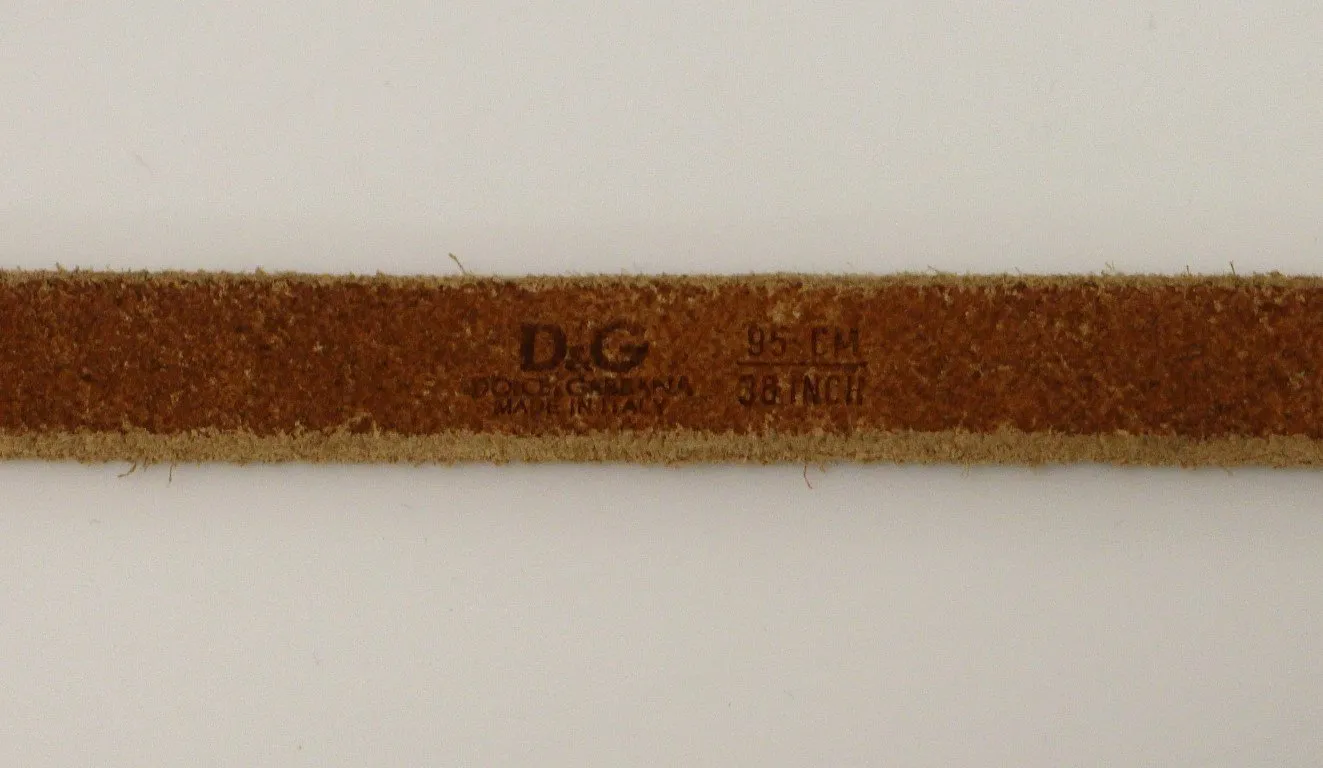 D&G
DOLCE & GABBANA
MADE IN ITALY
95 CM
38 INCH